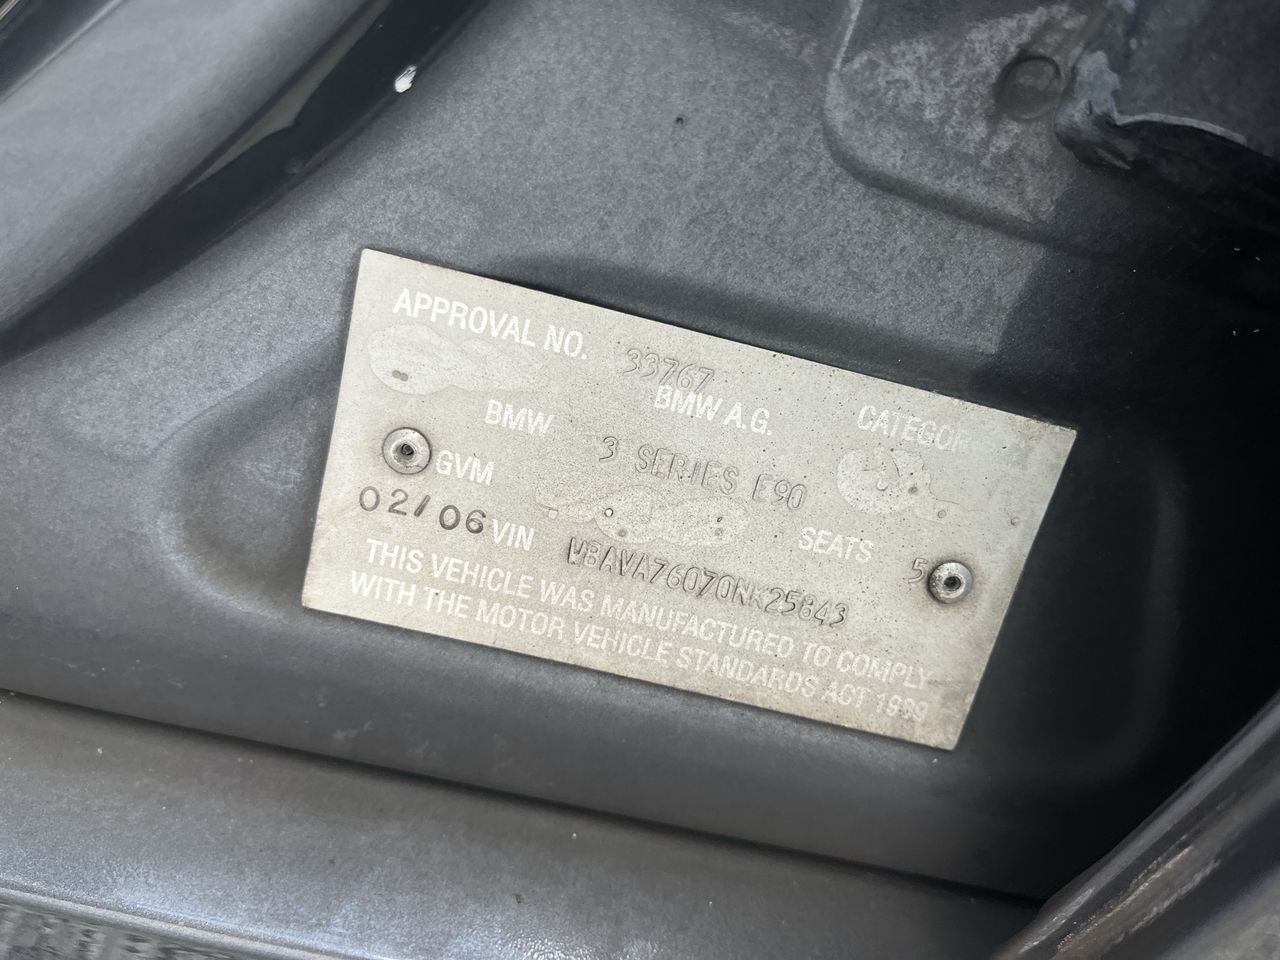 APPROVAL NO. 33767
BMW A.G. CATEGOR
BMW 3 SERIES E90
GVM SEATS 5
02/06 VIN WBAVA76070NK25843
THIS VEHICLE WAS MANUFACTURED TO COMPLY
WITH THE MOTOR VEHICLE STANDARDS ACT 1989